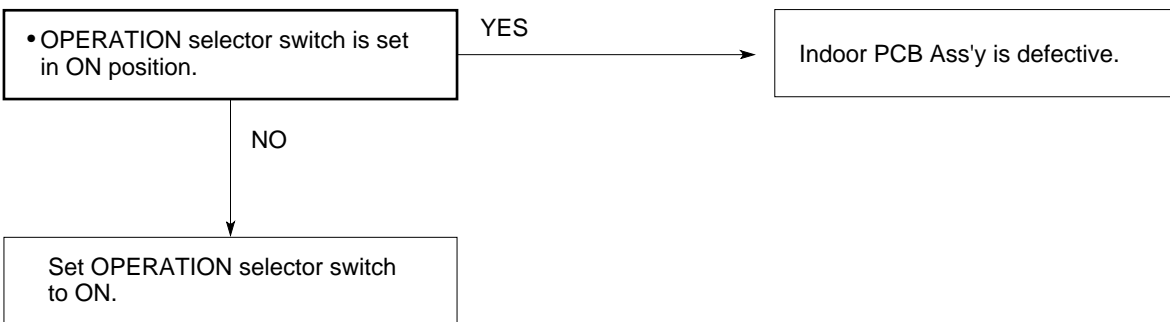 •OPERATION selector switch is set
in ON position.
YES
Indoor PCB Ass'y is defective.
NO
Set OPERATION selector switch
to ON.